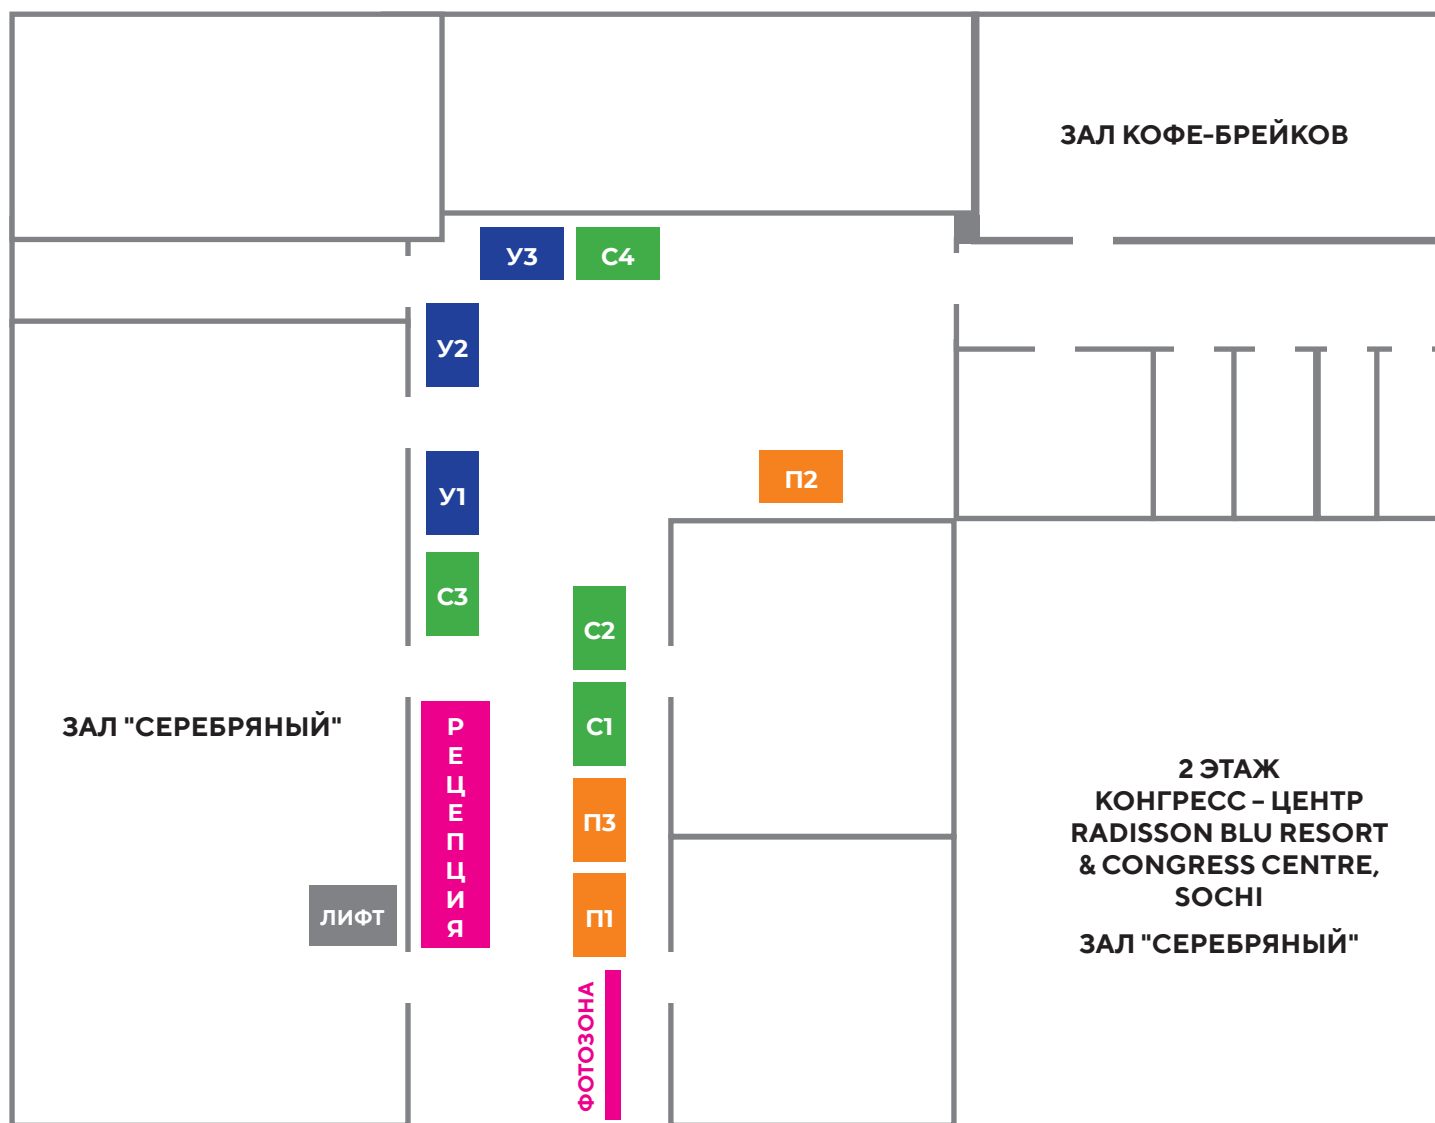 ЗАЛ КОФЕ-БРЕЙКОВ
У3
С4
У2
У1
П2
С3
С2
С1
П3
П1
ЗАЛ "СЕРЕБРЯНЫЙ"
РЕЦЕПЦИЯ
ЛИФТ
ФОТОЗОНА
2 ЭТАЖ
КОНГРЕСС – ЦЕНТР
RADISSON BLU RESORT
& CONGRESS CENTRE,
SOCHI
ЗАЛ "СЕРЕБРЯНЫЙ"